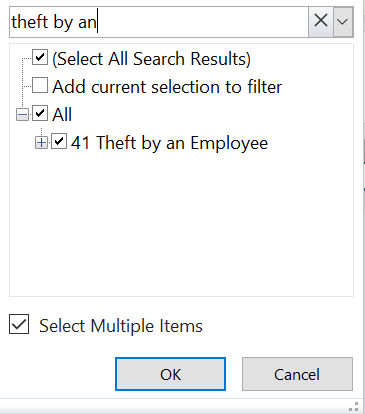 theft by an
(Select All Search Results)
Add current selection to filter
All
41 Theft by an Employee
Select Multiple Items
OK
Cancel